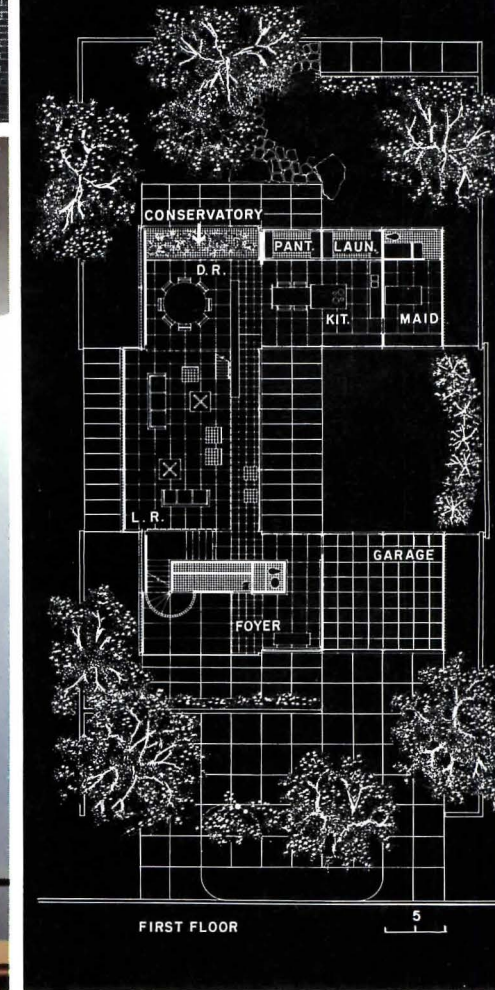 CONSERVATORY
PANT.
LAUN.
D.R.
KIT.
MAID
L.R.
GARAGE
FOYER
5
FIRST FLOOR